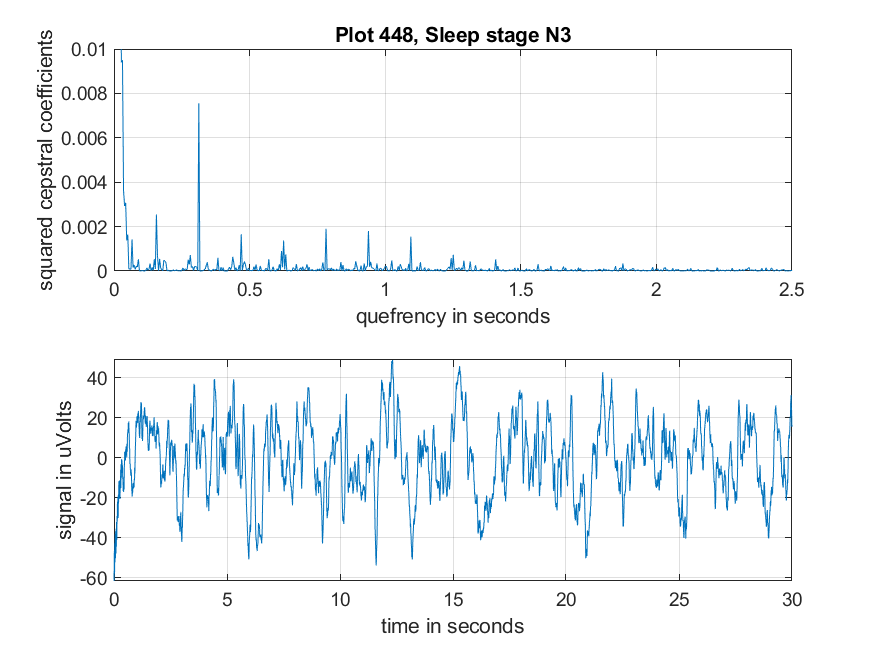 Plot 448, Sleep stage N3
squared cepstral coefficients
0.01
0.008
0.006
0.004
0.002
0
0 0.5 1 1.5 2 2.5
quefrency in seconds
signal in uVolts
40
20
0
-20
-40
-60
0 5 10 15 20 25 30
time in seconds